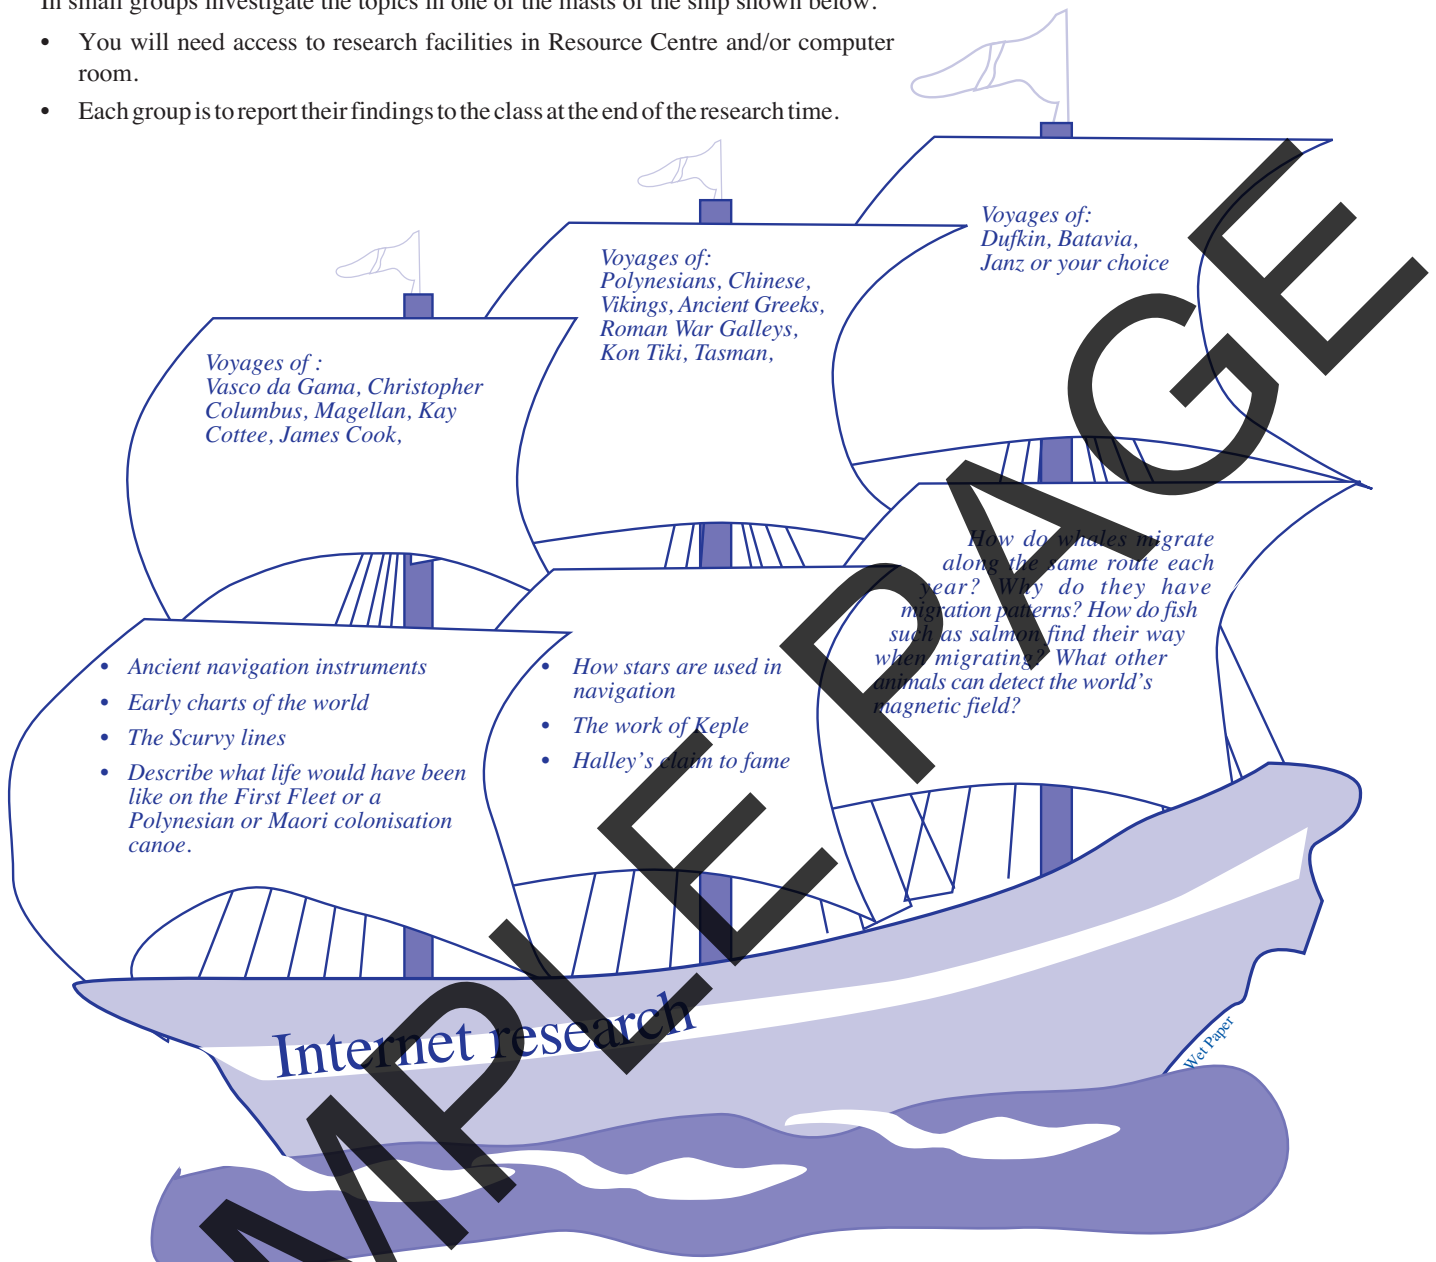 In small groups investigate the topics in one of the masts of the ship shown below.
• You will need access to research facilities in Resource Centre and/or computer
room.
• Each group is to report their findings to the class at the end of the research time.
Voyages of :
Vasco da Gama, Christopher
Columbus, Magellan, Kay
Cottee, James Cook,
Voyages of:
Polynesians, Chinese,
Vikings, Ancient Greeks,
Roman War Galleys,
Kon Tiki, Tasman,
Voyages of:
Dufkin, Batavia,
Janz or your choice
• Ancient navigation instruments
• Early charts of the world
• The Scurvy lines
• Describe what life would have been
like on the First Fleet or a
Polynesian or Maori colonisation
canoe.
• How stars are used in
navigation
• The work of Keple
• Halley's claim to fame
How do whales migrate
along the same route each
year? Why do they have
migration patterns? How do fish
such as salmon find their way
when migrating? What other
animals can detect the world's
magnetic field?
Internet research
Wet Paper
MPLE PAGE